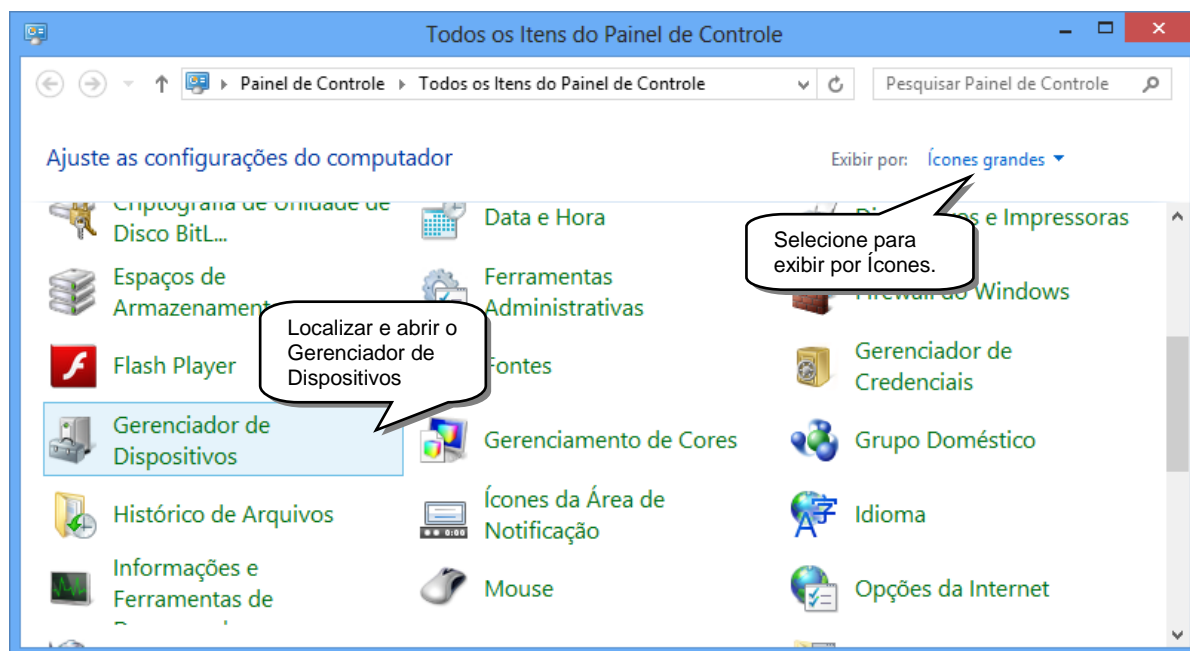 Todos os Itens do Painel de Controle
Painel de Controle
Todos os Itens do Painel de Controle
Pesquisar Painel de Controle
Ajuste as configurações do computador
Exibir por:
Ícones grandes
Criptografia de Unidade de
Disco BitL...
Data e Hora
e Impressoras
Selecione para
exibir por Ícones.
Espaços de
Ferramentas
Administrativas
Firewall do Windows
Localizar e abrir o
Gerenciador de
Dispositivos
Flash Player
Fontes
Gerenciador de
Credenciais
Gerenciador de
Dispositivos
Gerenciamento de Cores
Grupo Doméstico
Histórico de Arquivos
Ícones da Área de
Notificação
Idioma
Informações e
Ferramentas de
Mouse
Opções da Internet